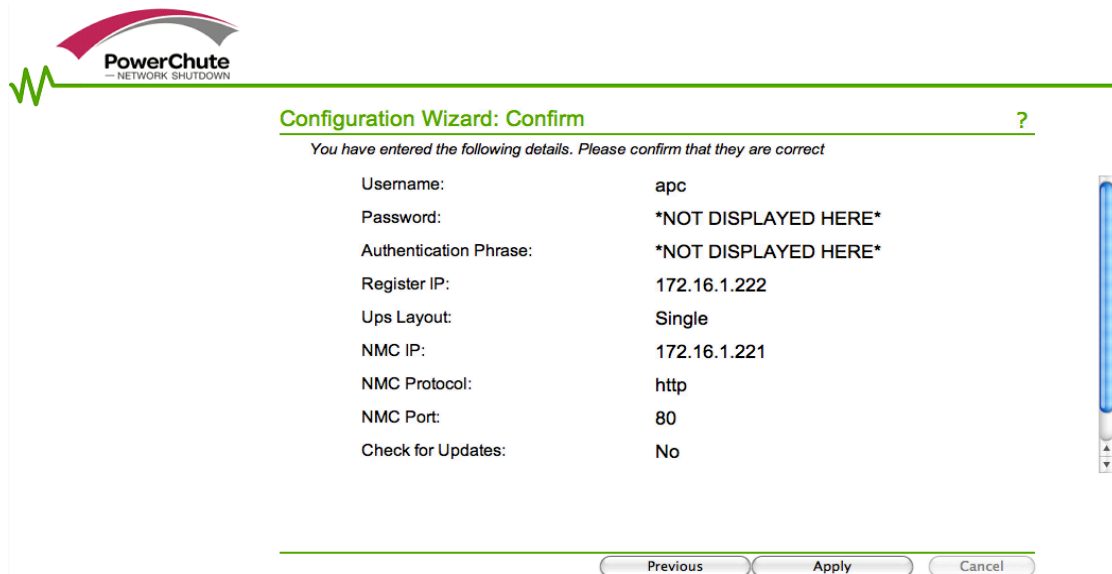 PowerChute
— NETWORK SHUTDOWN
Configuration Wizard: Confirm ?
You have entered the following details. Please confirm that they are correct
Username: apc
Password: *NOT DISPLAYED HERE*
Authentication Phrase: *NOT DISPLAYED HERE*
Register IP: 172.16.1.222
Ups Layout: Single
NMC IP: 172.16.1.221
NMC Protocol: http
NMC Port: 80
Check for Updates: No
Previous Apply Cancel